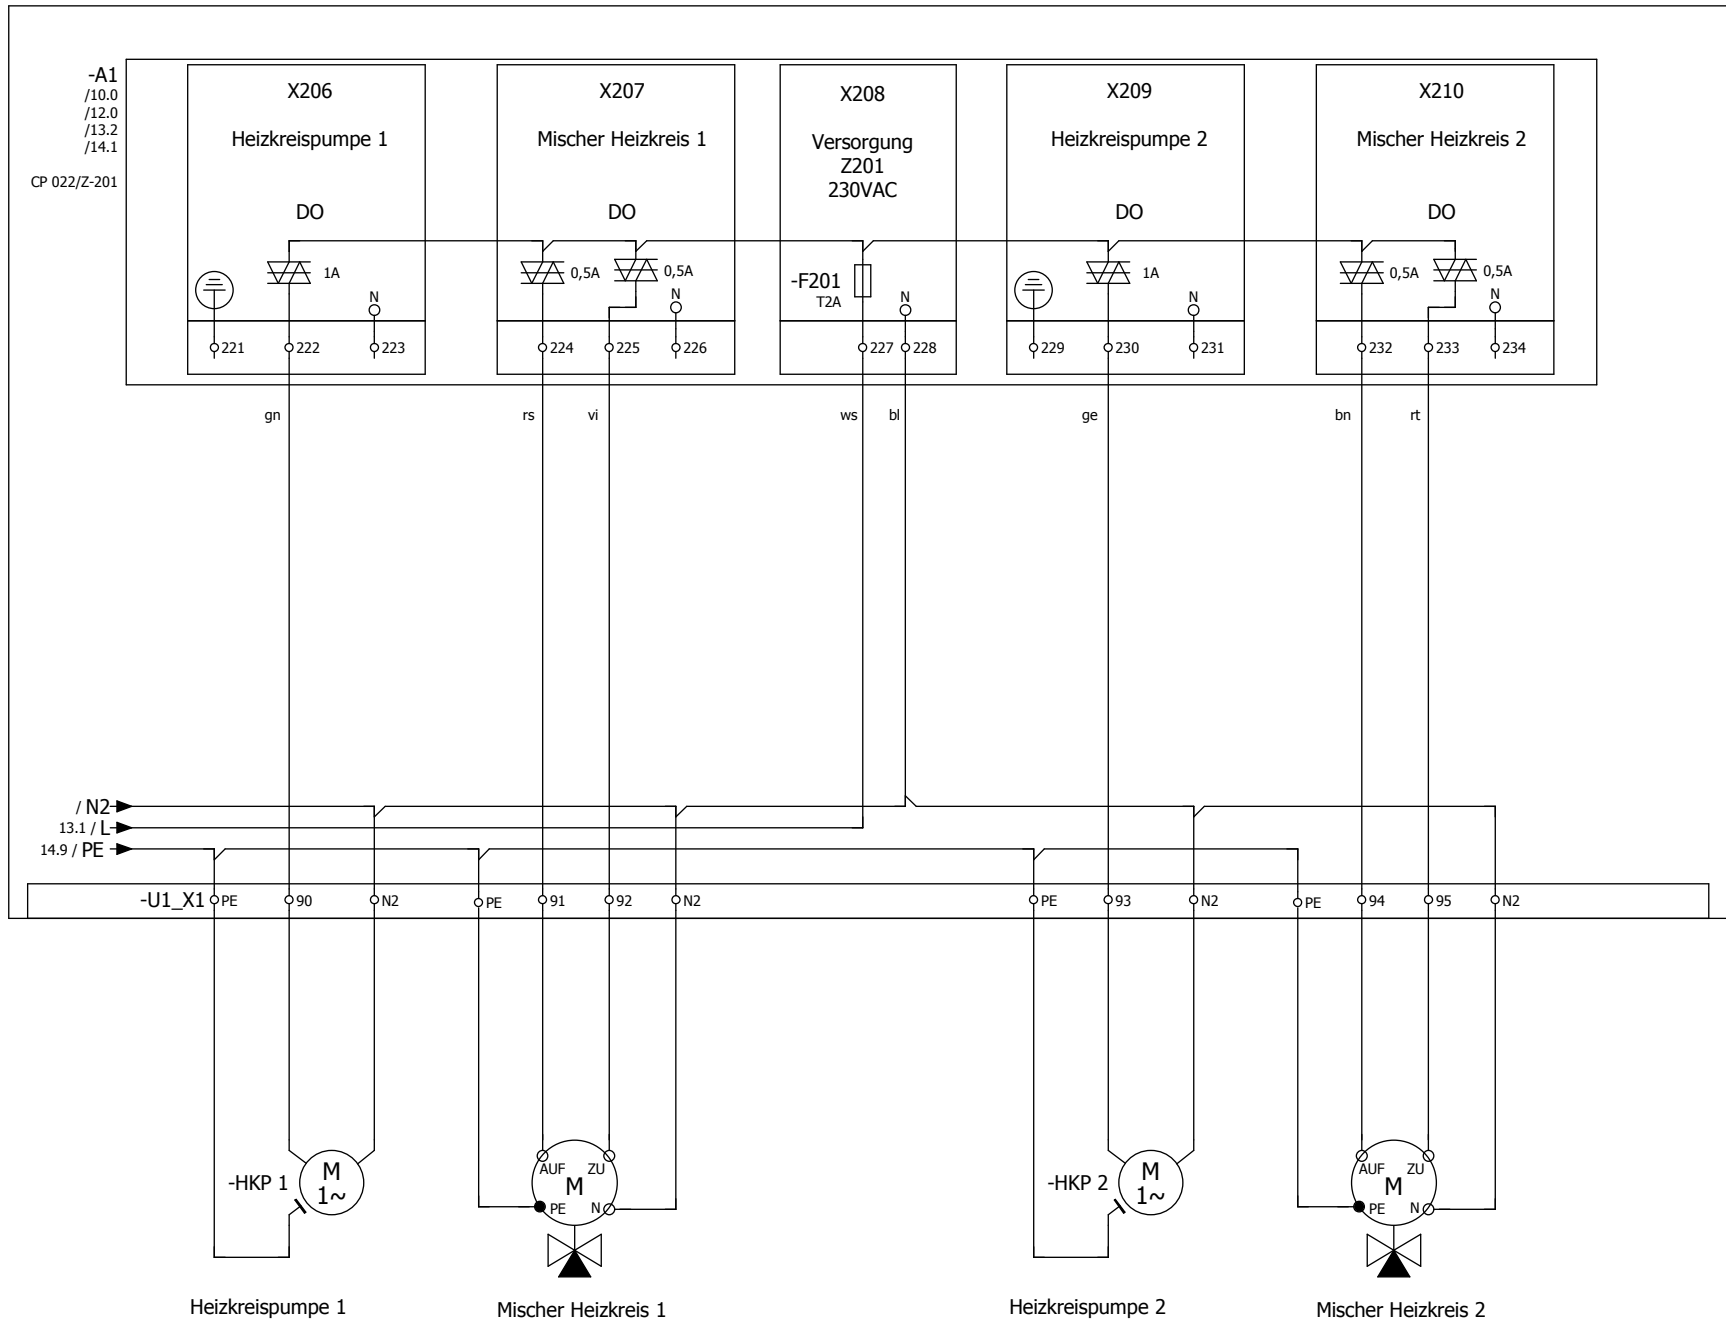 -A1
/10.0
/12.0
/13.2
/14.1
CP 022/Z-201
X206
Heizkreispumpe 1
DO
1A
N
221 222 223
X207
Mischer Heizkreis 1
DO
0,5A 0,5A
N
224 225 226
X208
Versorgung
Z201
230VAC
-F201
T2A
N
227 228
X209
Heizkreispumpe 2
DO
1A
N
229 230 231
X210
Mischer Heizkreis 2
DO
0,5A 0,5A
N
232 233 234
gn rs vi ws bl ge bn rt
/ N2
13.1 / L
14.9 / PE
-U1_X1 PE 90 N2 PE 91 92 N2 PE 93 N2 PE 94 95 N2
-HKP 1
M
1~
AUF ZU
M
PE N
-HKP 2
M
1~
AUF ZU
M
PE N
Heizkreispumpe 1
Mischer Heizkreis 1
Heizkreispumpe 2
Mischer Heizkreis 2